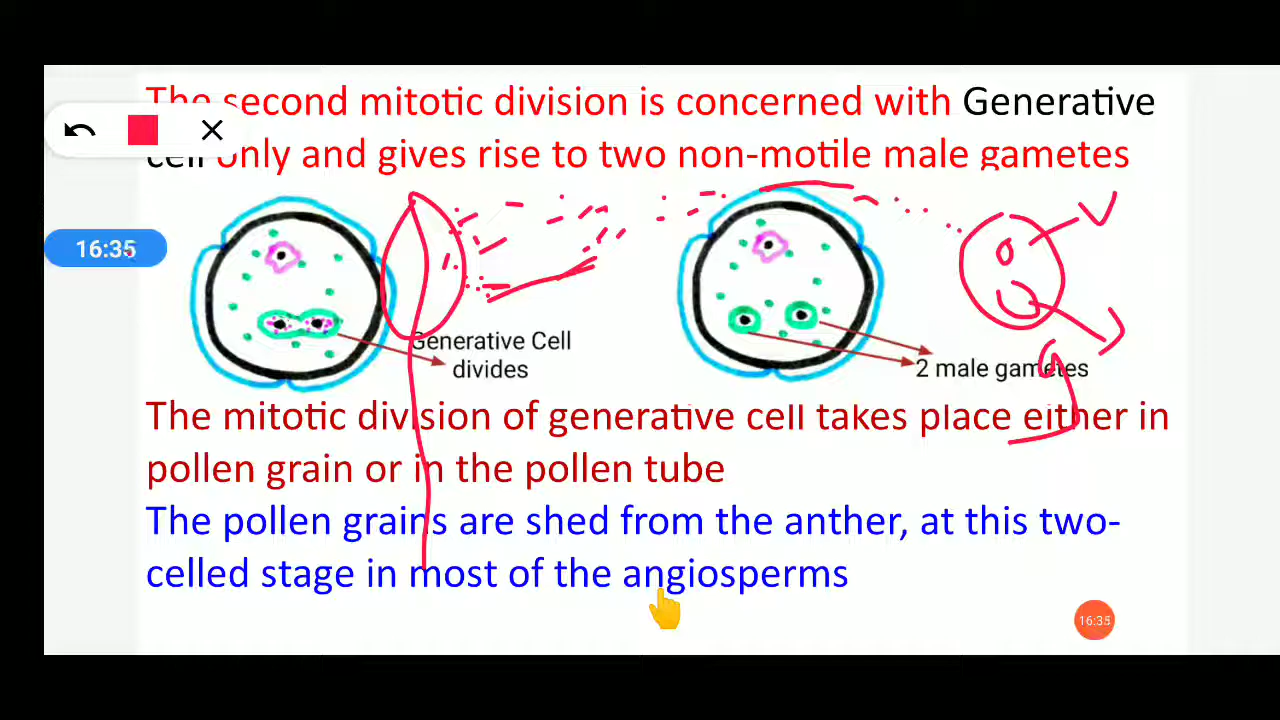 The second mitotic division is concerned with Generative
cell only and gives rise to two non-motile male gametes
16:35
V
Generative Cell
divides
2 male gametes
g
The mitotic division of generative cell takes place either in
pollen grain or in the pollen tube
The pollen grains are shed from the anther, at this two-
celled stage in most of the angiosperms
16:35